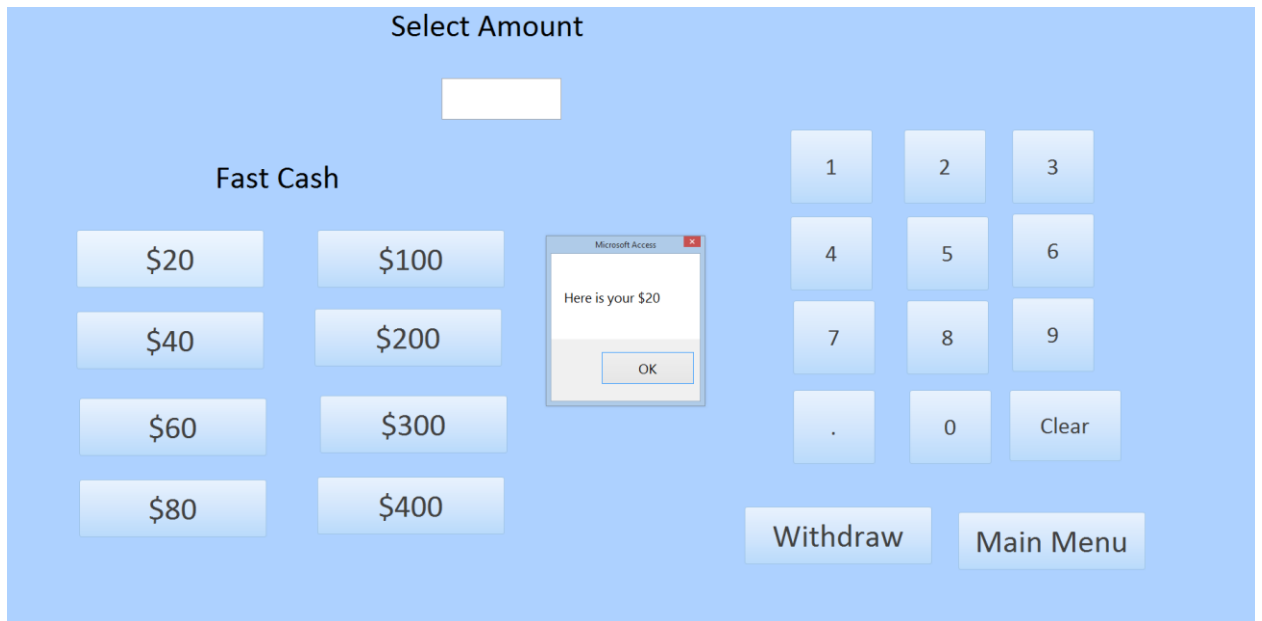 Select Amount
Fast Cash
$20
$100
$40
$200
$60
$300
$80
$400
Microsoft Access
Here is your $20
OK
1
2
3
4
5
6
7
8
9
.
0
Clear
Withdraw
Main Menu